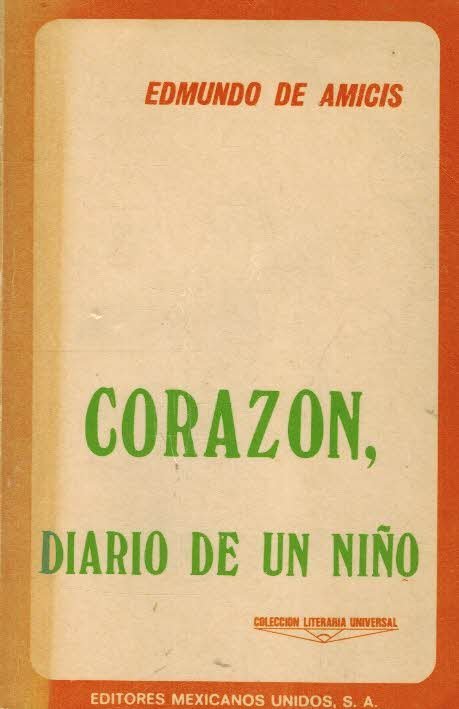 EDMUNDO DE AMICIS
CORAZON,
DIARIO DE UN NIÑO
COLECCION LITERARIA UNIVERSAL
EDITORES MEXICANOS UNIDOS, S. A.